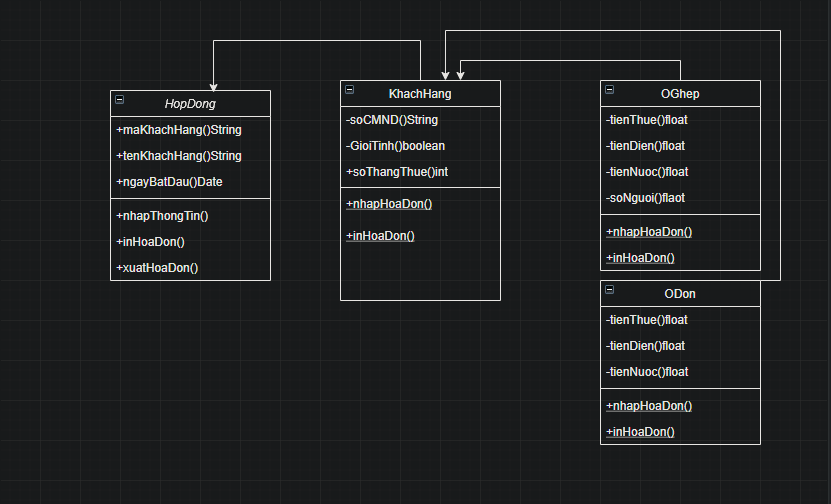 HopDong
+maKhachHang()String
+tenKhachHang()String
+ngayBatDau()Date
+nhapThongTin()
+inHoaDon()
+xuatHoaDon()
KhachHang
-soCMND()String
-GioiTinh()boolean
+soThangThue()int
+nhapHoaDon()
+inHoaDon()
OGhep
-tienThue()float
-tienDien()float
-tienNuoc()float
-soNguoi()flaot
+nhapHoaDon()
+inHoaDon()
ODon
-tienThue()float
-tienDien()float
-tienNuoc()float
+nhapHoaDon()
+inHoaDon()